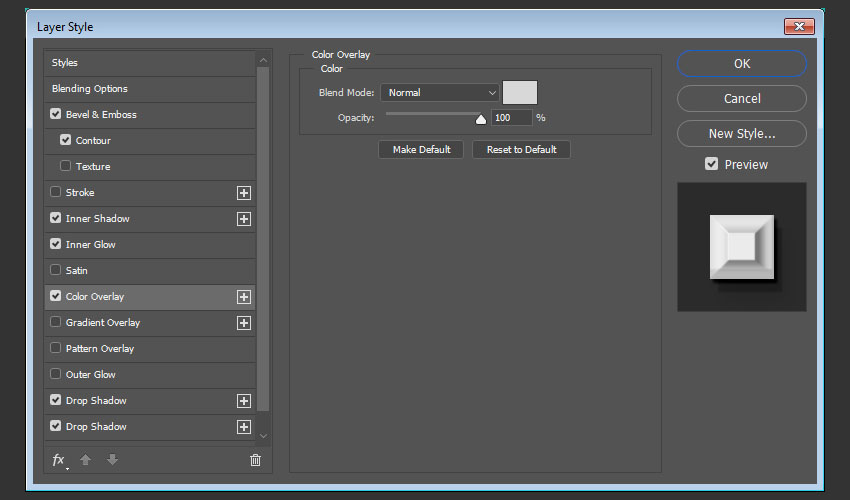 Layer Style
Styles
Blending Options
Bevel & Emboss
Contour
Texture
Stroke
Inner Shadow
Inner Glow
Satin
Color Overlay
Gradient Overlay
Pattern Overlay
Outer Glow
Drop Shadow
Drop Shadow
fx
Color Overlay
Color
Blend Mode: Normal
Opacity: 100 %
Make Default Reset to Default
OK
Cancel
New Style...
Preview